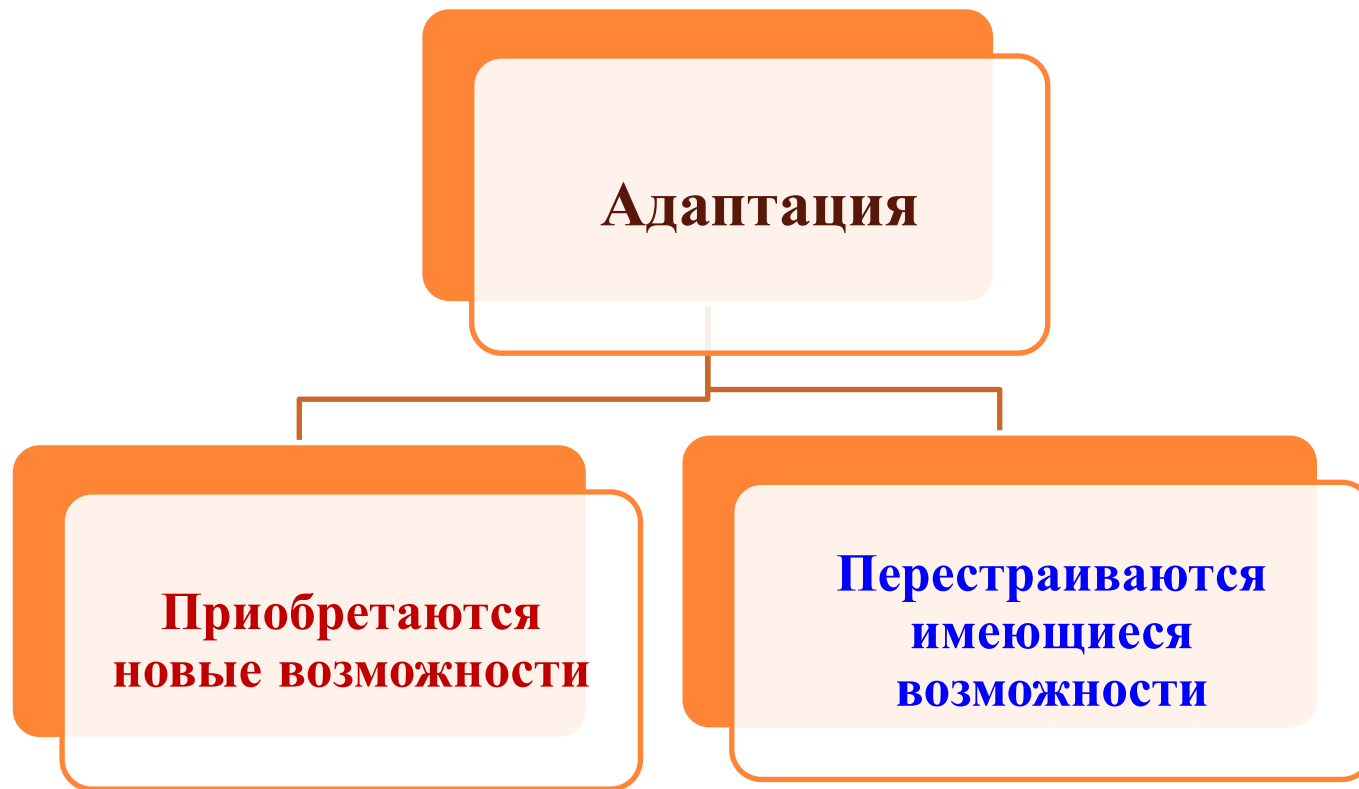 Адаптация
Приобретаются
новые возможности
Перестраиваются
имеющиеся
возможности